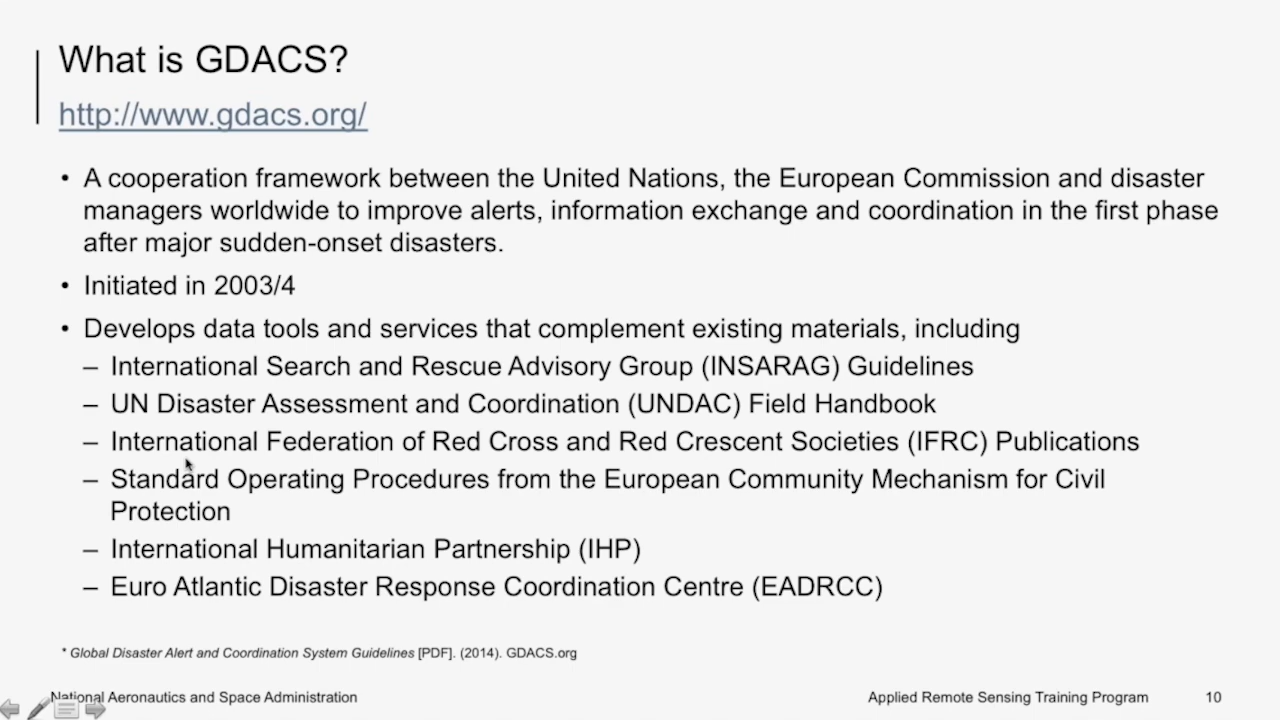 What is GDACS?
http://www.gdacs.org/
• A cooperation framework between the United Nations, the European Commission and disaster
managers worldwide to improve alerts, information exchange and coordination in the first phase
after major sudden-onset disasters.
• Initiated in 2003/4
• Develops data tools and services that complement existing materials, including
– International Search and Rescue Advisory Group (INSARAG) Guidelines
– UN Disaster Assessment and Coordination (UNDAC) Field Handbook
– International Federation of Red Cross and Red Crescent Societies (IFRC) Publications
– Standard Operating Procedures from the European Community Mechanism for Civil
Protection
– International Humanitarian Partnership (IHP)
– Euro Atlantic Disaster Response Coordination Centre (EADRCC)
* Global Disaster Alert and Coordination System Guidelines [PDF]. (2014). GDACS.org
National Aeronautics and Space Administration
Applied Remote Sensing Training Program
10